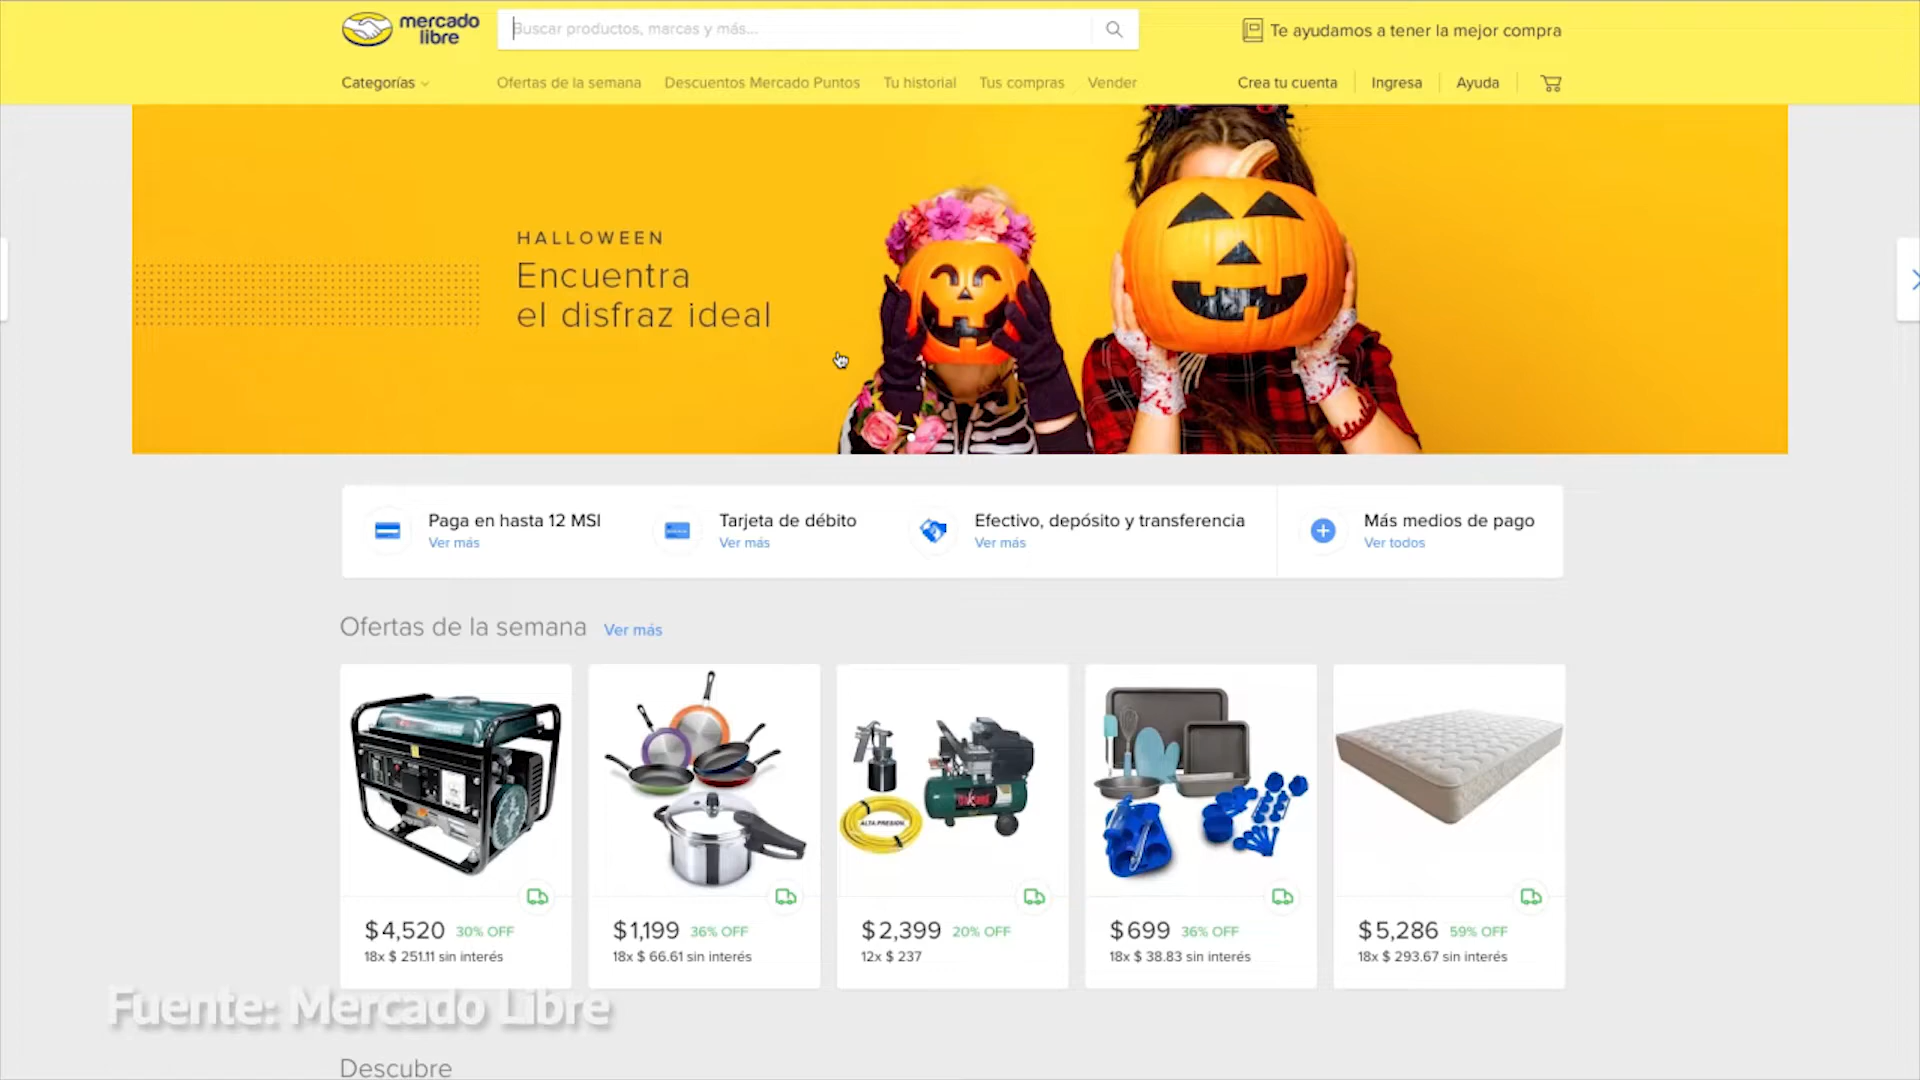 mercado
libre
Buscar productos, marcas y más...
Te ayudamos a tener la mejor compra
Categorías
Ofertas de la semana
Descuentos Mercado Puntos
Tu historial
Tus compras
Vender
Crea tu cuenta
Ingresa
Ayuda
HALLOWEEN
Encuentra
el disfraz ideal
Paga en hasta 12 MSI
Ver más
Tarjeta de débito
Ver más
Efectivo, depósito y transferencia
Ver más
Más medios de pago
Ver todos
Ofertas de la semana Ver más
ALTA PRESION
$ 4,520 30% OFF
18x $ 251.11 sin interés
$ 1,199 36% OFF
18x $ 66.61 sin interés
$ 2,399 20% OFF
12x $ 237
$ 699 36% OFF
18x $ 38.83 sin interés
$ 5,286 59% OFF
18x $ 293.67 sin interés
Fuente: Mercado Libre
Descubre